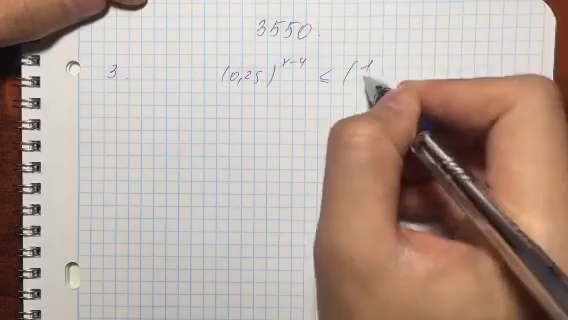 3550.
3. (0,25)^{x-4} ≤ (1